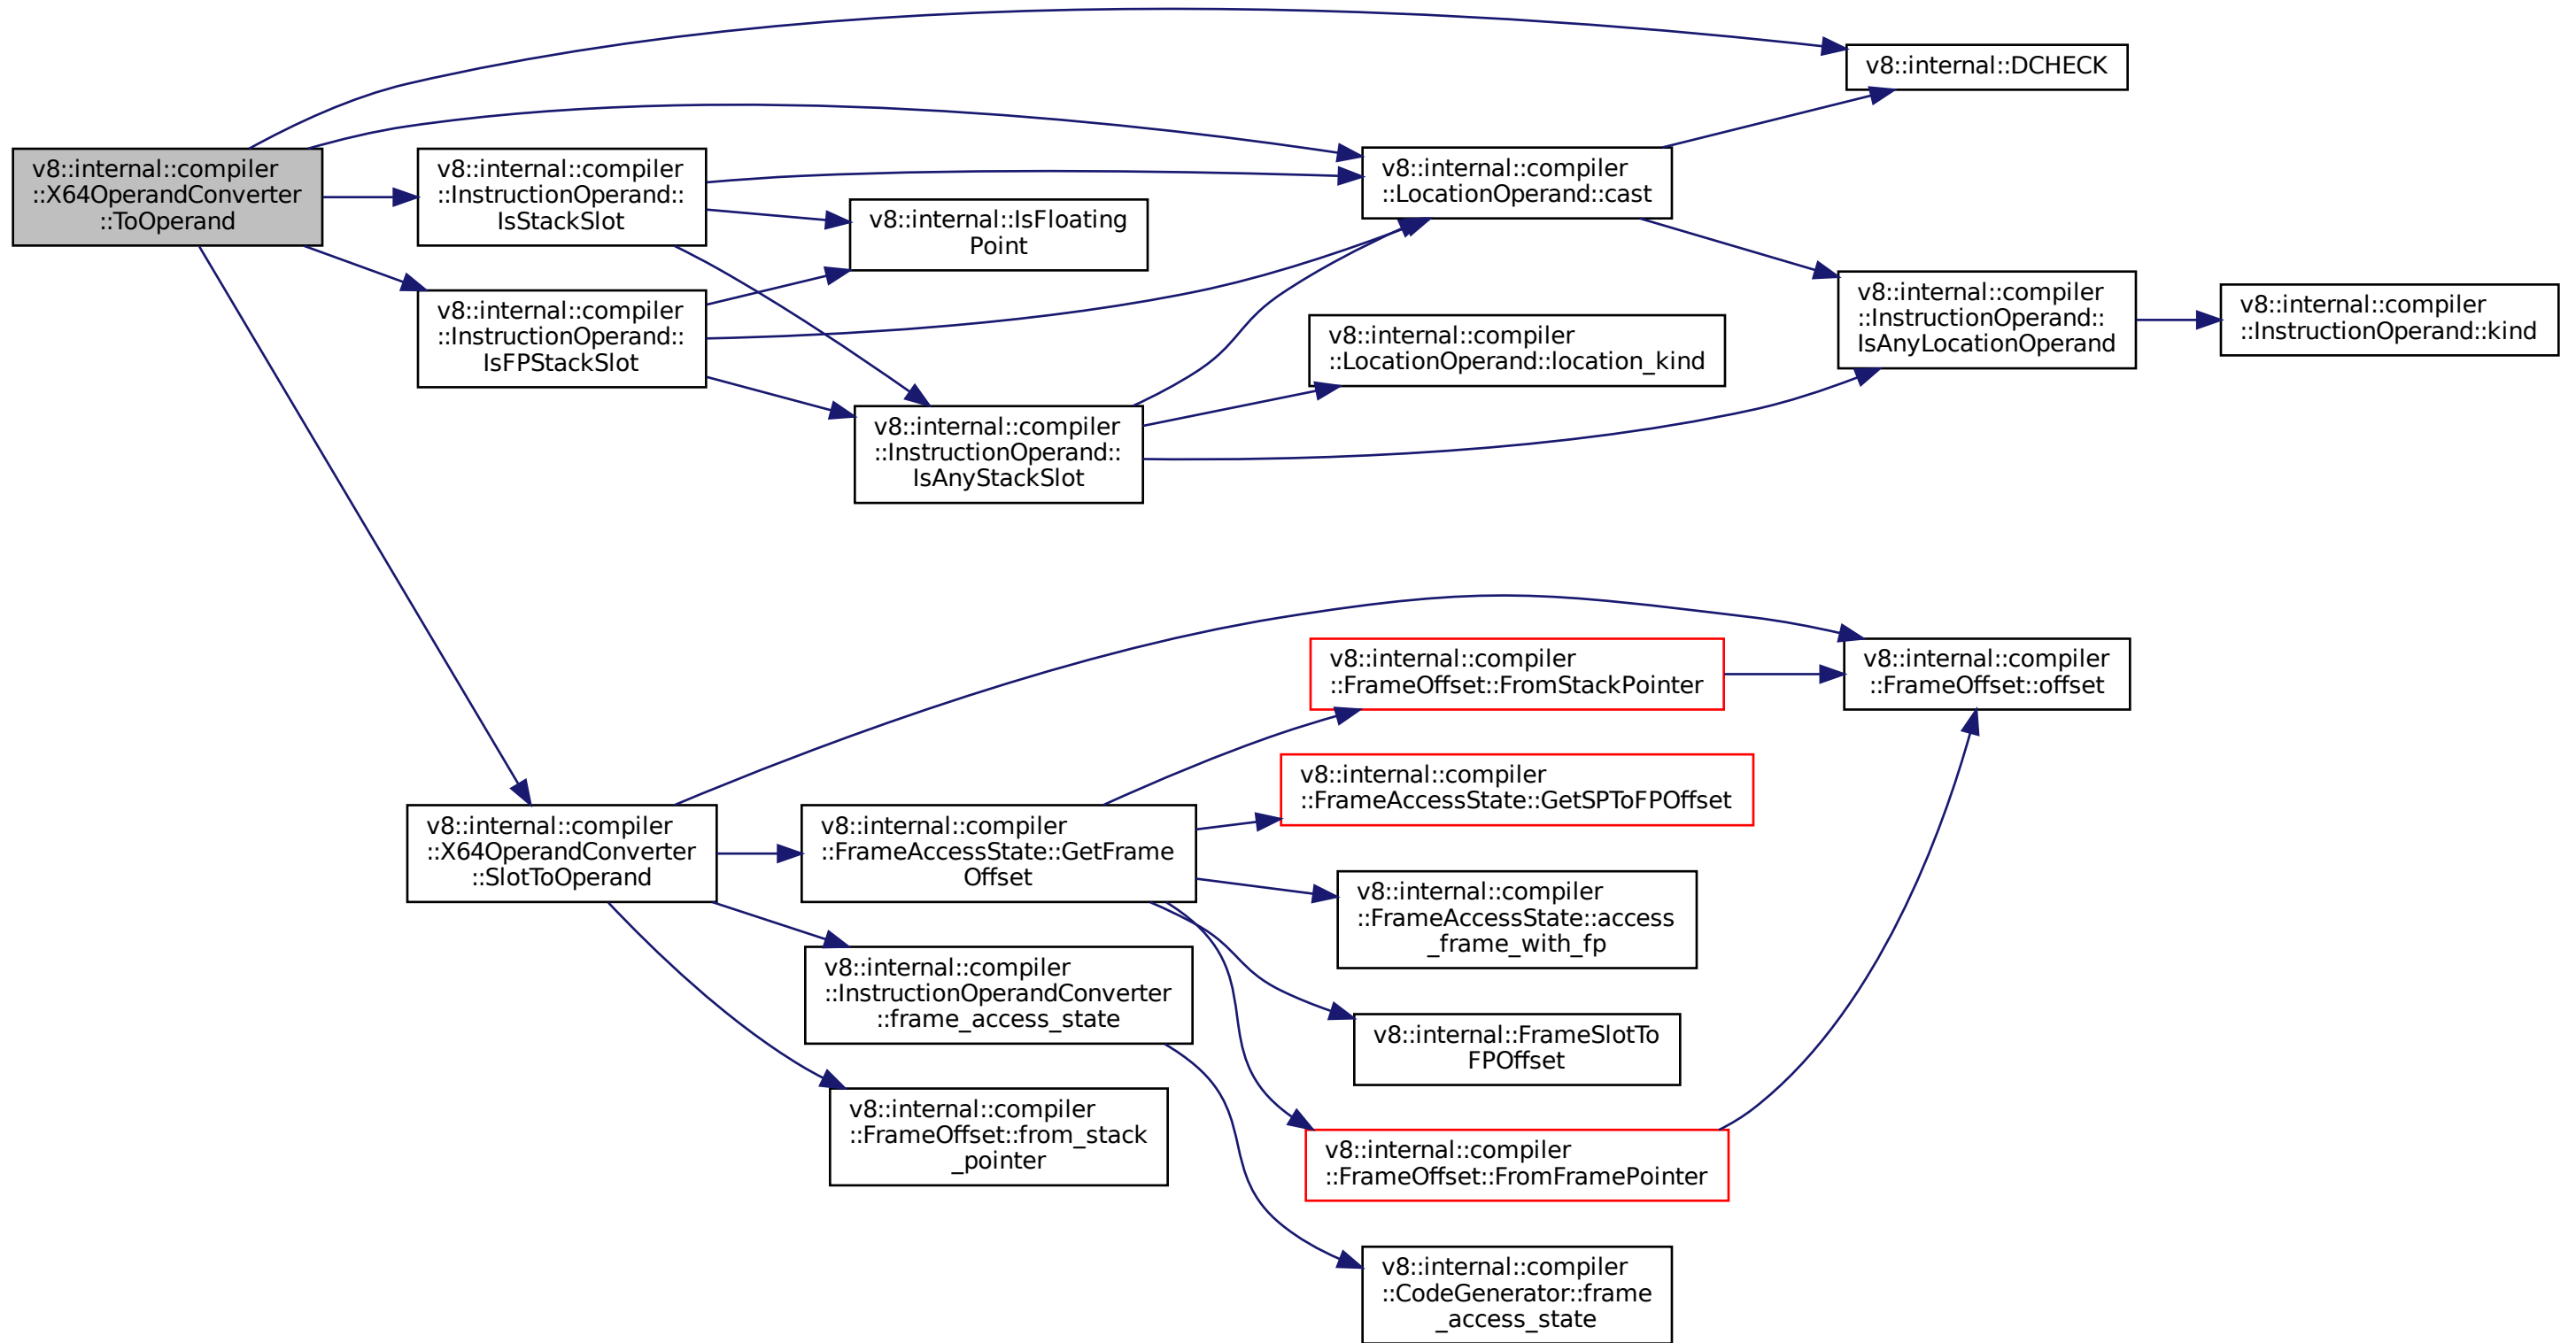 v8::internal::DCHECK
v8::internal::compiler
::X64OperandConverter
::ToOperand
v8::internal::compiler
::InstructionOperand::
IsStackSlot
v8::internal::compiler
::LocationOperand::cast
v8::internal::IsFloating
Point
v8::internal::compiler
::InstructionOperand::
IsFPStackSlot
v8::internal::compiler
::InstructionOperand::
IsAnyLocationOperand
v8::internal::compiler
::InstructionOperand::kind
v8::internal::compiler
::LocationOperand::location_kind
v8::internal::compiler
::InstructionOperand::
IsAnyStackSlot
v8::internal::compiler
::FrameOffset::FromStackPointer
v8::internal::compiler
::FrameOffset::offset
v8::internal::compiler
::FrameAccessState::GetSPToFPOffset
v8::internal::compiler
::X64OperandConverter
::SlotToOperand
v8::internal::compiler
::FrameAccessState::GetFrame
Offset
v8::internal::compiler
::FrameAccessState::access
_frame_with_fp
v8::internal::compiler
::InstructionOperandConverter
::frame_access_state
v8::internal::FrameSlotTo
FPOffset
v8::internal::compiler
::FrameOffset::from_stack
_pointer
v8::internal::compiler
::FrameOffset::FromFramePointer
v8::internal::compiler
::CodeGenerator::frame
_access_state